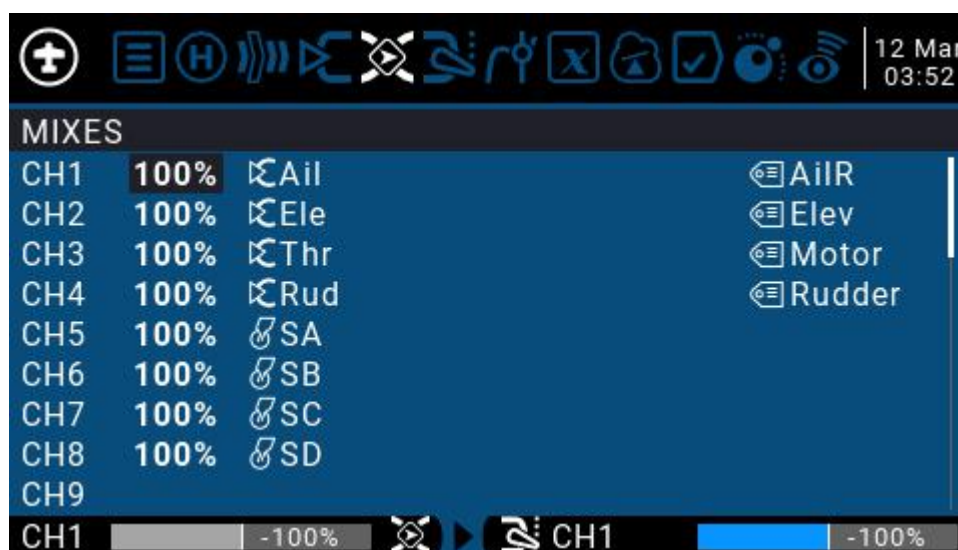 H X 12 Mar
03:52
MIXES
CH1 100% Ail AilR
CH2 100% Ele Elev
CH3 100% Thr Motor
CH4 100% Rud Rudder
CH5 100% SA
CH6 100% SB
CH7 100% SC
CH8 100% SD
CH9
CH1 -100% CH1 -100%